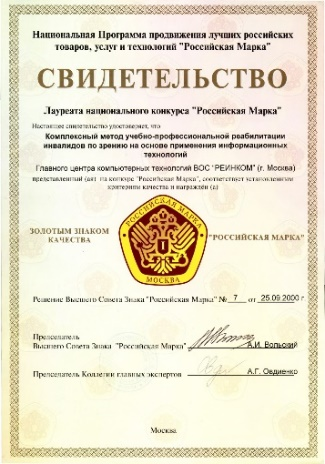 Национальная Программа продвижения лучших российских
товаров, услуг и технологий "Российская Марка"
СВИДЕТЕЛЬСТВО
Лауреата национального конкурса "Российская Марка"
Настоящее свидетельство удостоверяет, что
Комплексный метод учебно-профессиональной реабилитации
инвалидов по зрению на основе применения информационных
технологий
Главного центра компьютерных технологий ВОС "РЕИНКОМ" (г. Москва)
представленный (ая) на конкурс "Российская Марка", соответствует установленным
критериям качества и награждён (а)
РОССИЙСКАЯ МАРКА
ЗОЛОТЫМ ЗНАКОМ
КАЧЕСТВА
"РОССИЙСКАЯ МАРКА"
МОСКВА
Решение Высшего Совета Знака "Российская Марка" № 7 от 25.09.2000 г.
Председатель
Высшего Совета Знака "Российская Марка"
А.И. Вольский
Председатель Коллегии главных экспертов
А.Г. Овдиенко
Москва